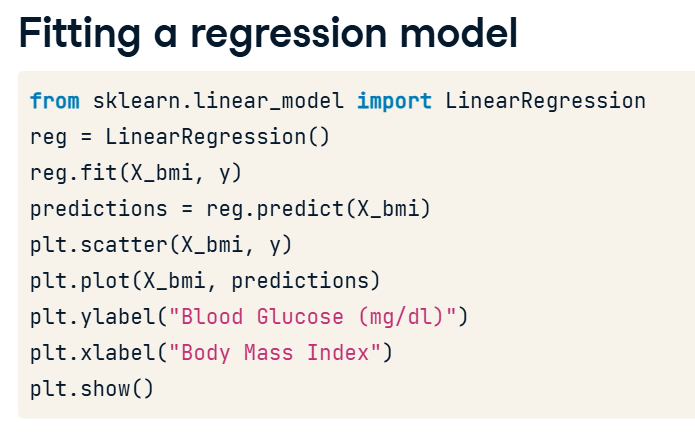 Fitting a regression model
from sklearn.linear_model import LinearRegression
reg = LinearRegression()
reg.fit(X_bmi, y)
predictions = reg.predict(X_bmi)
plt.scatter(X_bmi, y)
plt.plot(X_bmi, predictions)
plt.ylabel("Blood Glucose (mg/dl)")
plt.xlabel("Body Mass Index")
plt.show()